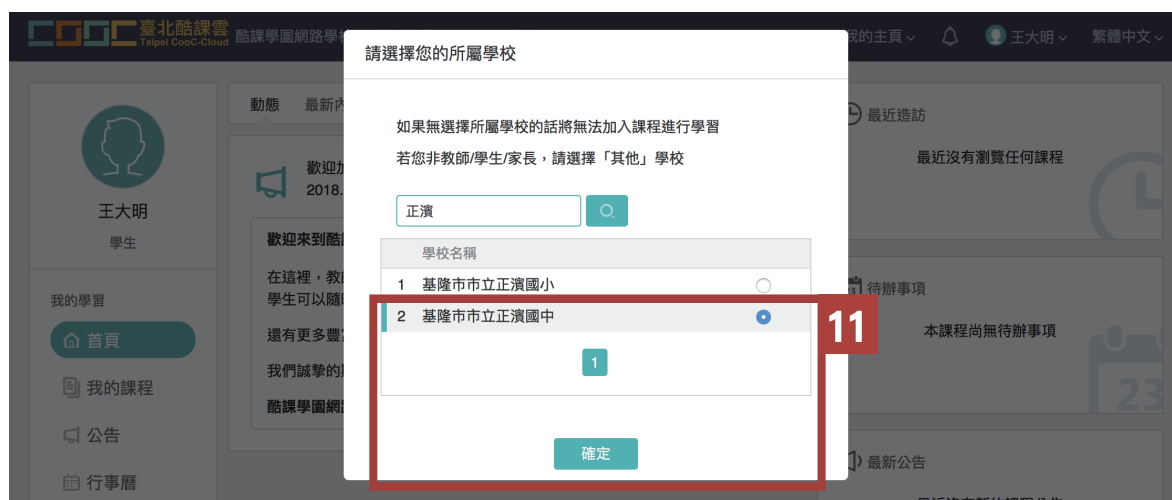 臺北酷課雲
Taipei CooC-Cloud
酷課學園網路學校
我的主頁
王大明
繁體中文
王大明
學生
我的學習
首頁
我的課程
公告
行事曆
動態 最新內
歡迎加
2018.
歡迎來到酷
在這裡,教
學生可以隨
還有更多豐
我們誠摯的
酷課學園網
請選擇您的所屬學校
如果無選擇所屬學校的話將無法加入課程進行學習
若您非教師/學生/家長,請選擇「其他」學校
正濱
學校名稱
1 基隆市市立正濱國小
2 基隆市市立正濱國中
1
確定
11
最近造訪
最近沒有瀏覽任何課程
待辦事項
本課程尚無待辦事項
23
最新公告